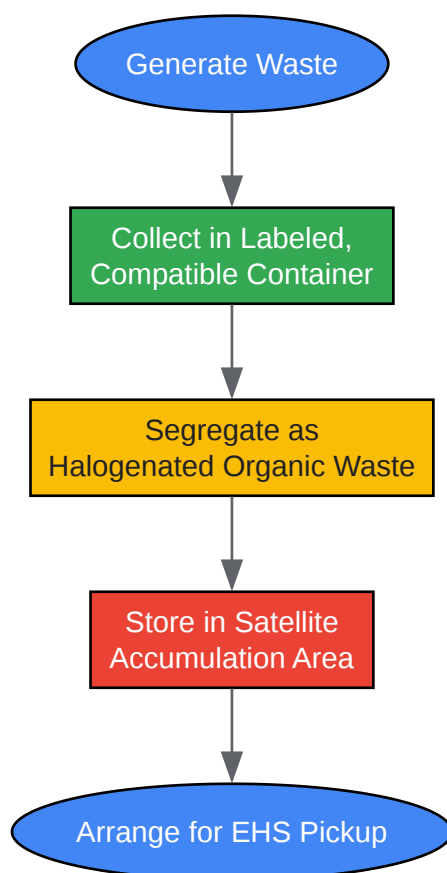 Generate Waste
Collect in Labeled,
Compatible Container
Segregate as
Halogenated Organic Waste
Store in Satellite
Accumulation Area
Arrange for EHS Pickup